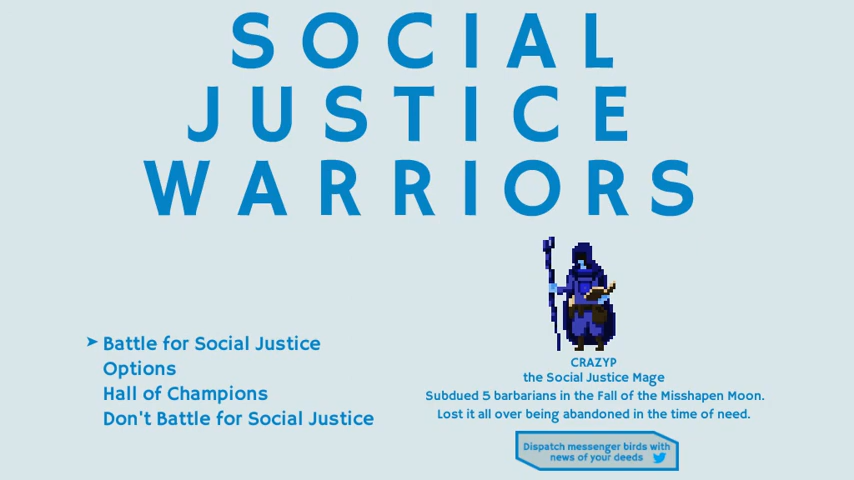 SOCIAL
JUSTICE
WARRIORS
Battle for Social Justice
Options
Hall of Champions
Don't Battle for Social Justice
CRAZYP
the Social Justice Mage
Subdued 5 barbarians in the Fall of the Misshapen Moon.
Lost it all over being abandoned in the time of need.
Dispatch messenger birds with
news of your deeds